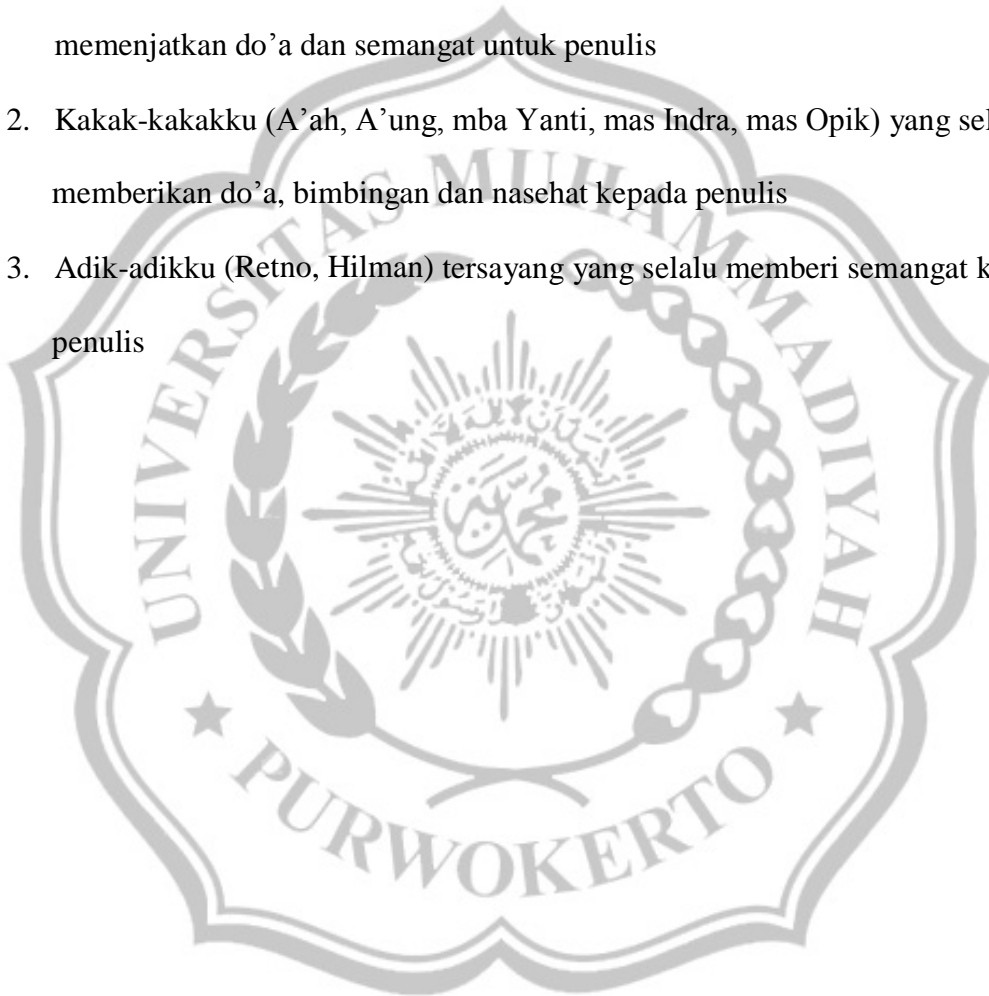 memenjatkan do’a dan semangat untuk penulis
2. Kakak-kakakku (A’ah, A’ung, mba Yanti, mas Indra, mas Opik) yang sel
memberikan do’a, bimbingan dan nasehat kepada penulis
3. Adik-adikku (Retno, Hilman) tersayang yang selalu memberi semangat k
penulis
UNIVERSITAS MUHAMMADIYAH
★ PURWOKERTO ★
محمد